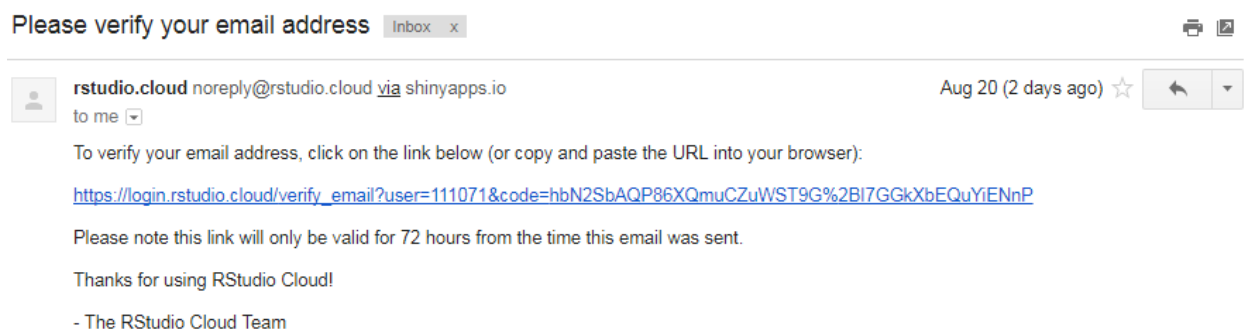 Please verify your email address Inbox x
rstudio.cloud noreply@rstudio.cloud via shinyapps.io Aug 20 (2 days ago)
to me
To verify your email address, click on the link below (or copy and paste the URL into your browser):
https://login.rstudio.cloud/verify_email?user=111071&code=hbN2SbAQP86XQmuCZuWST9G%2BI7GGkXbEQuYiENnP
Please note this link will only be valid for 72 hours from the time this email was sent.
Thanks for using RStudio Cloud!
- The RStudio Cloud Team